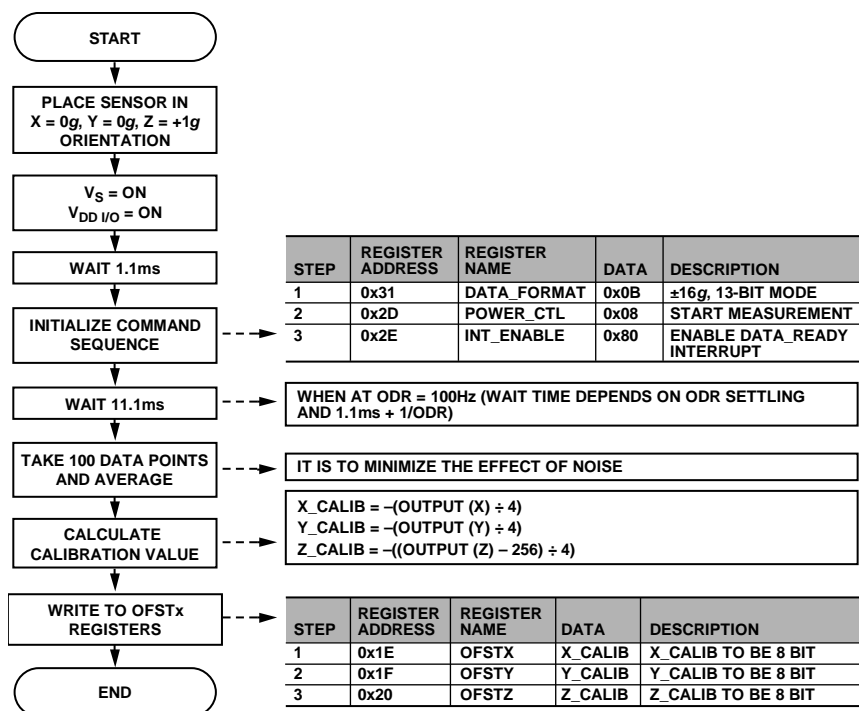 START
PLACE SENSOR IN
X = 0g, Y = 0g, Z = +1g
ORIENTATION
VS = ON
VDD I/O = ON
WAIT 1.1ms
INITIALIZE COMMAND
SEQUENCE
STEP REGISTER ADDRESS REGISTER NAME DATA DESCRIPTION
1 0x31 DATA_FORMAT 0x0B ±16g, 13-BIT MODE
2 0x2D POWER_CTL 0x08 START MEASUREMENT
3 0x2E INT_ENABLE 0x80 ENABLE DATA_READY
INTERRUPT
WAIT 11.1ms
WHEN AT ODR = 100Hz (WAIT TIME DEPENDS ON ODR SETTLING
AND 1.1ms + 1/ODR)
TAKE 100 DATA POINTS
AND AVERAGE
IT IS TO MINIMIZE THE EFFECT OF NOISE
CALCULATE
CALIBRATION VALUE
X_CALIB = –(OUTPUT (X) ÷ 4)
Y_CALIB = –(OUTPUT (Y) ÷ 4)
Z_CALIB = –((OUTPUT (Z) – 256) ÷ 4)
WRITE TO OFSTx
REGISTERS
STEP REGISTER ADDRESS REGISTER NAME DATA DESCRIPTION
1 0x1E OFSTX X_CALIB X_CALIB TO BE 8 BIT
2 0x1F OFSTY Y_CALIB Y_CALIB TO BE 8 BIT
3 0x20 OFSTZ Z_CALIB Z_CALIB TO BE 8 BIT
END